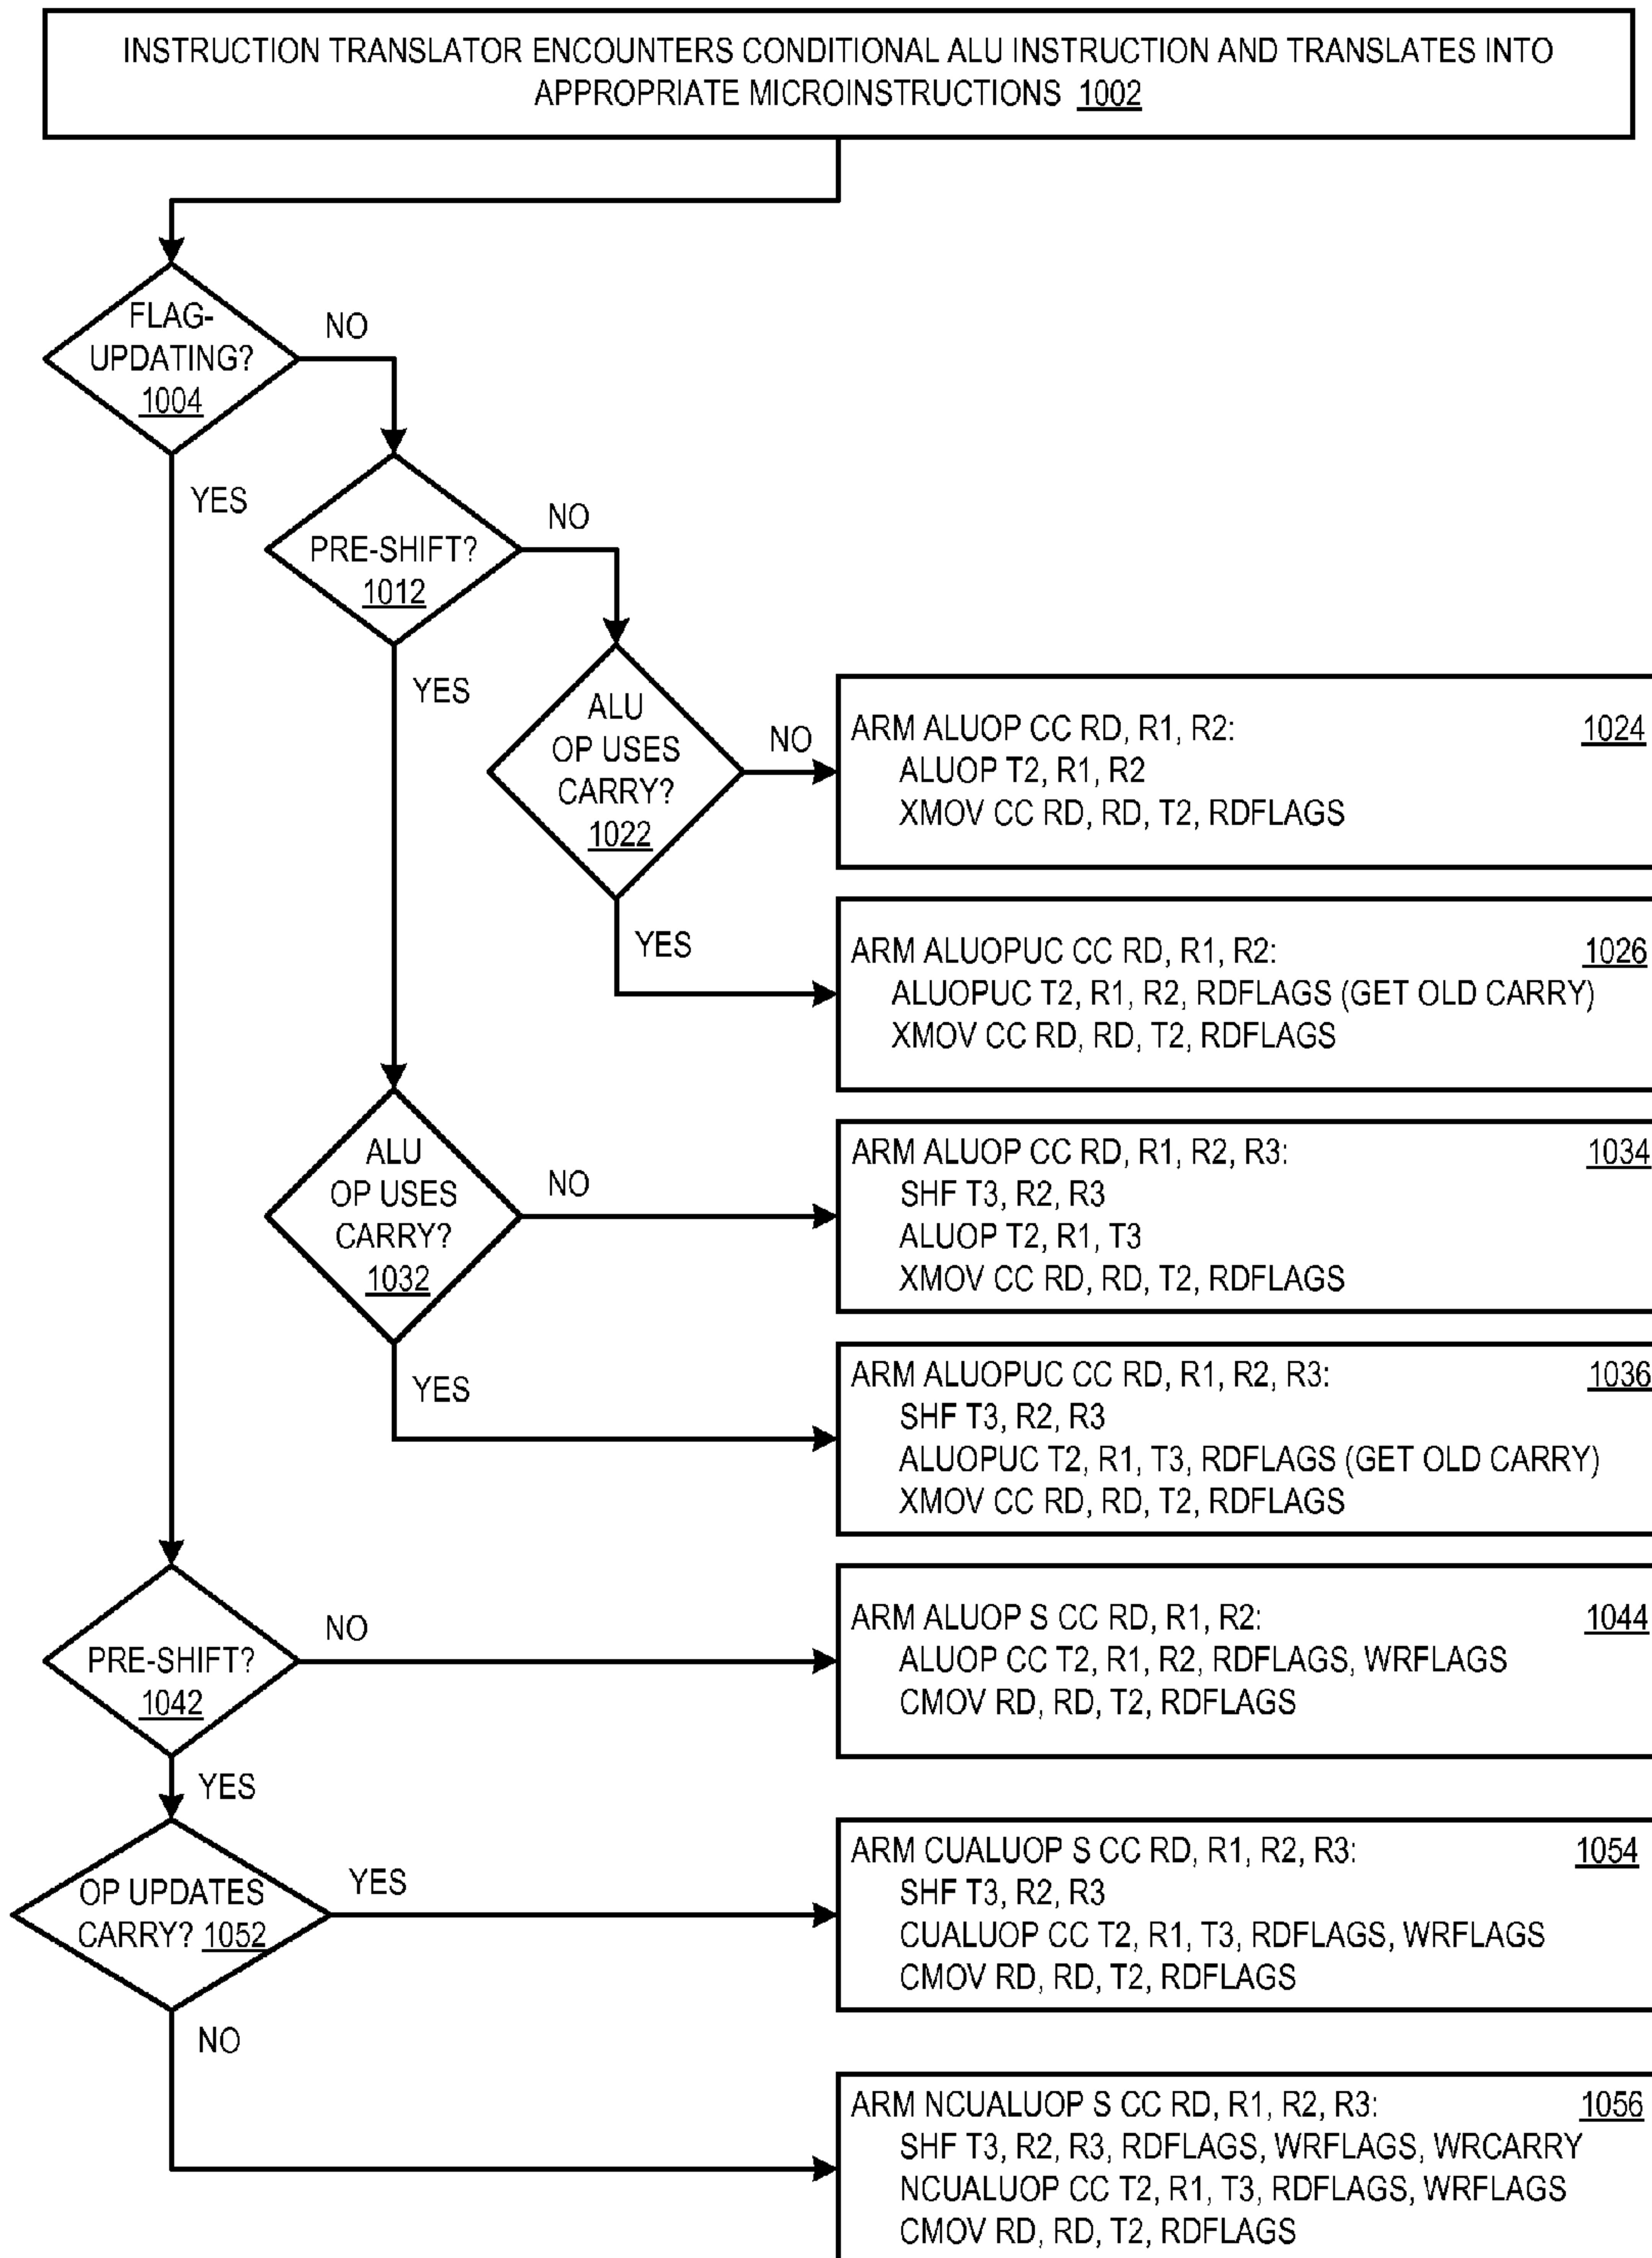 INSTRUCTION TRANSLATOR ENCOUNTERS CONDITIONAL ALU INSTRUCTION AND TRANSLATES INTO
APPROPRIATE MICROINSTRUCTIONS 1002
FLAG-
UPDATING?
1004
NO
YES
PRE-SHIFT?
1012
NO
YES
ALU
OP USES
CARRY?
1022
NO
YES
ARM ALUOP CC RD, R1, R2: 1024
ALUOP T2, R1, R2
XMOV CC RD, RD, T2, RDFLAGS
ARM ALUOPUC CC RD, R1, R2: 1026
ALUOPUC T2, R1, R2, RDFLAGS (GET OLD CARRY)
XMOV CC RD, RD, T2, RDFLAGS
ALU
OP USES
CARRY?
1032
NO
YES
ARM ALUOP CC RD, R1, R2, R3: 1034
SHF T3, R2, R3
ALUOP T2, R1, T3
XMOV CC RD, RD, T2, RDFLAGS
ARM ALUOPUC CC RD, R1, R2, R3: 1036
SHF T3, R2, R3
ALUOPUC T2, R1, T3, RDFLAGS (GET OLD CARRY)
XMOV CC RD, RD, T2, RDFLAGS
PRE-SHIFT?
1042
NO
YES
ARM ALUOP S CC RD, R1, R2: 1044
ALUOP CC T2, R1, R2, RDFLAGS, WRFLAGS
CMOV RD, RD, T2, RDFLAGS
OP UPDATES
CARRY? 1052
YES
NO
ARM CUALUOP S CC RD, R1, R2, R3: 1054
SHF T3, R2, R3
CUALUOP CC T2, R1, T3, RDFLAGS, WRFLAGS
CMOV RD, RD, T2, RDFLAGS
ARM NCUALUOP S CC RD, R1, R2, R3: 1056
SHF T3, R2, R3, RDFLAGS, WRFLAGS, WRCARRY
NCUALUOP CC T2, R1, T3, RDFLAGS, WRFLAGS
CMOV RD, RD, T2, RDFLAGS